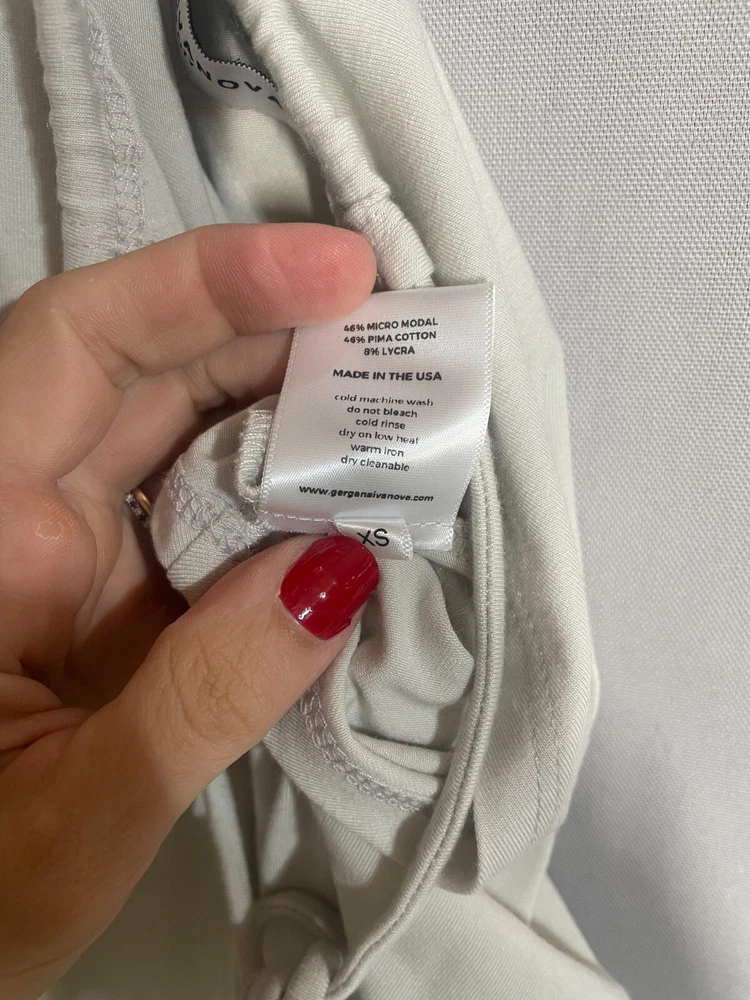 46% MICRO MODAL
46% PIMA COTTON
8% LYCRA
MADE IN THE USA
cold machine wash
do not bleach
cold rinse
dry on low heat
warm iron
dry cleanable
www.gerganaivanova.com
XS